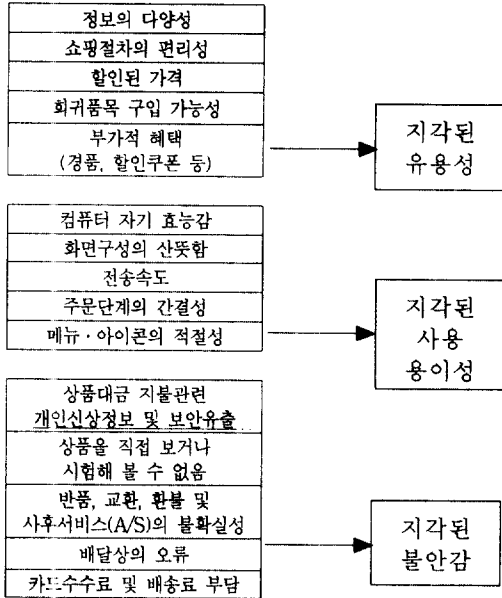 정보의 다양성
쇼핑절차의 편리성
할인된 가격
회귀품목 구입 가능성
부가적 혜택
(경품, 할인쿠폰 등)
지각된
유용성
컴퓨터 자기 효능감
화면구성의 산뜻함
전송속도
주문단계의 간결성
메뉴·아이콘의 적절성
지각된
사용
용이성
상품대금 지불관련
개인신상정보 및 보안유출
상품을 직접 보거나
시험해 볼 수 없음
반품, 교환, 환불 및
사후서비스(A/S)의 불확실성
배달상의 오류
카드수수료 및 배송료 부담
지각된
불안감